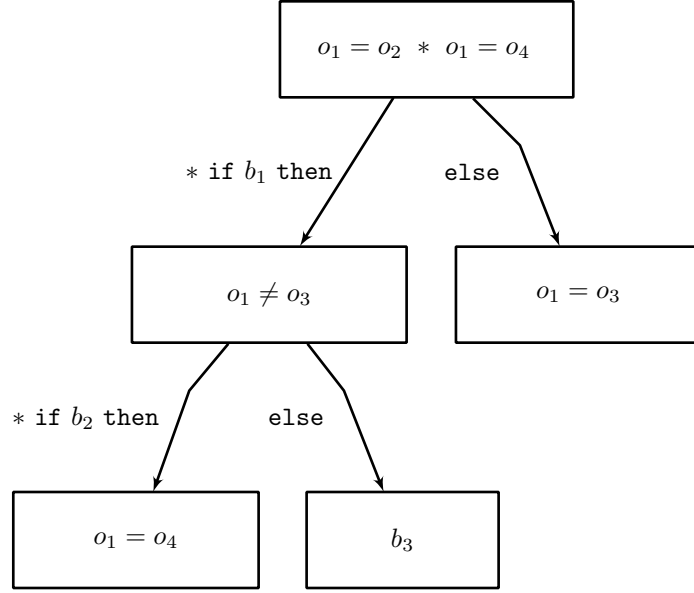 o₁ = o₂ * o₁ = o₄
* if b₁ then
else
o₁ ≠ o₃
o₁ = o₃
* if b₂ then
else
o₁ = o₄
b₃